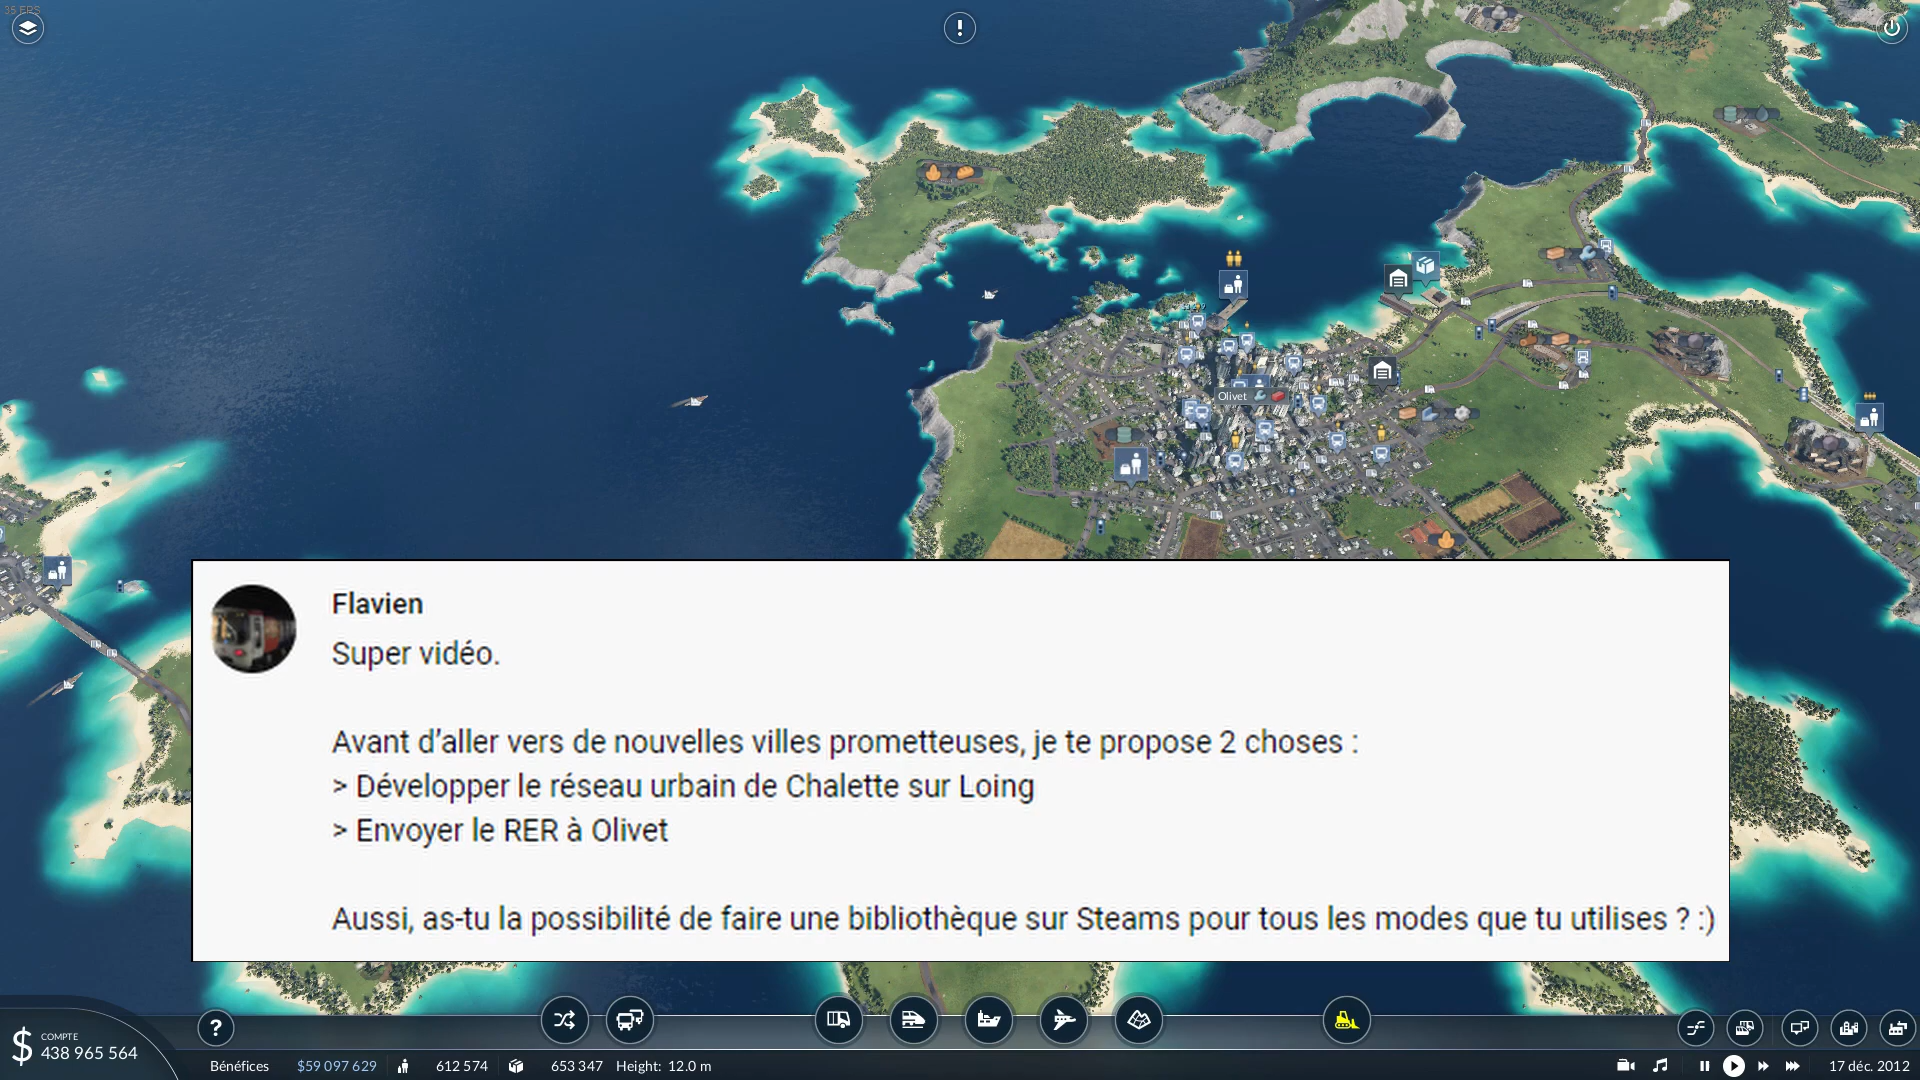 35 FPS
Olivet
Flavien
Super vidéo.
Avant d’aller vers de nouvelles villes prometteuses, je te propose 2 choses :
> Développer le réseau urbain de Chalette sur Loing
> Envoyer le RER à Olivet
Aussi, as-tu la possibilité de faire une bibliothèque sur Steams pour tous les modes que tu utilises ? :)
?
$ COMPTE
438 965 564
Bénéfices $59 097 629 612 574 653 347 Height: 12.0 m 17 déc. 2012